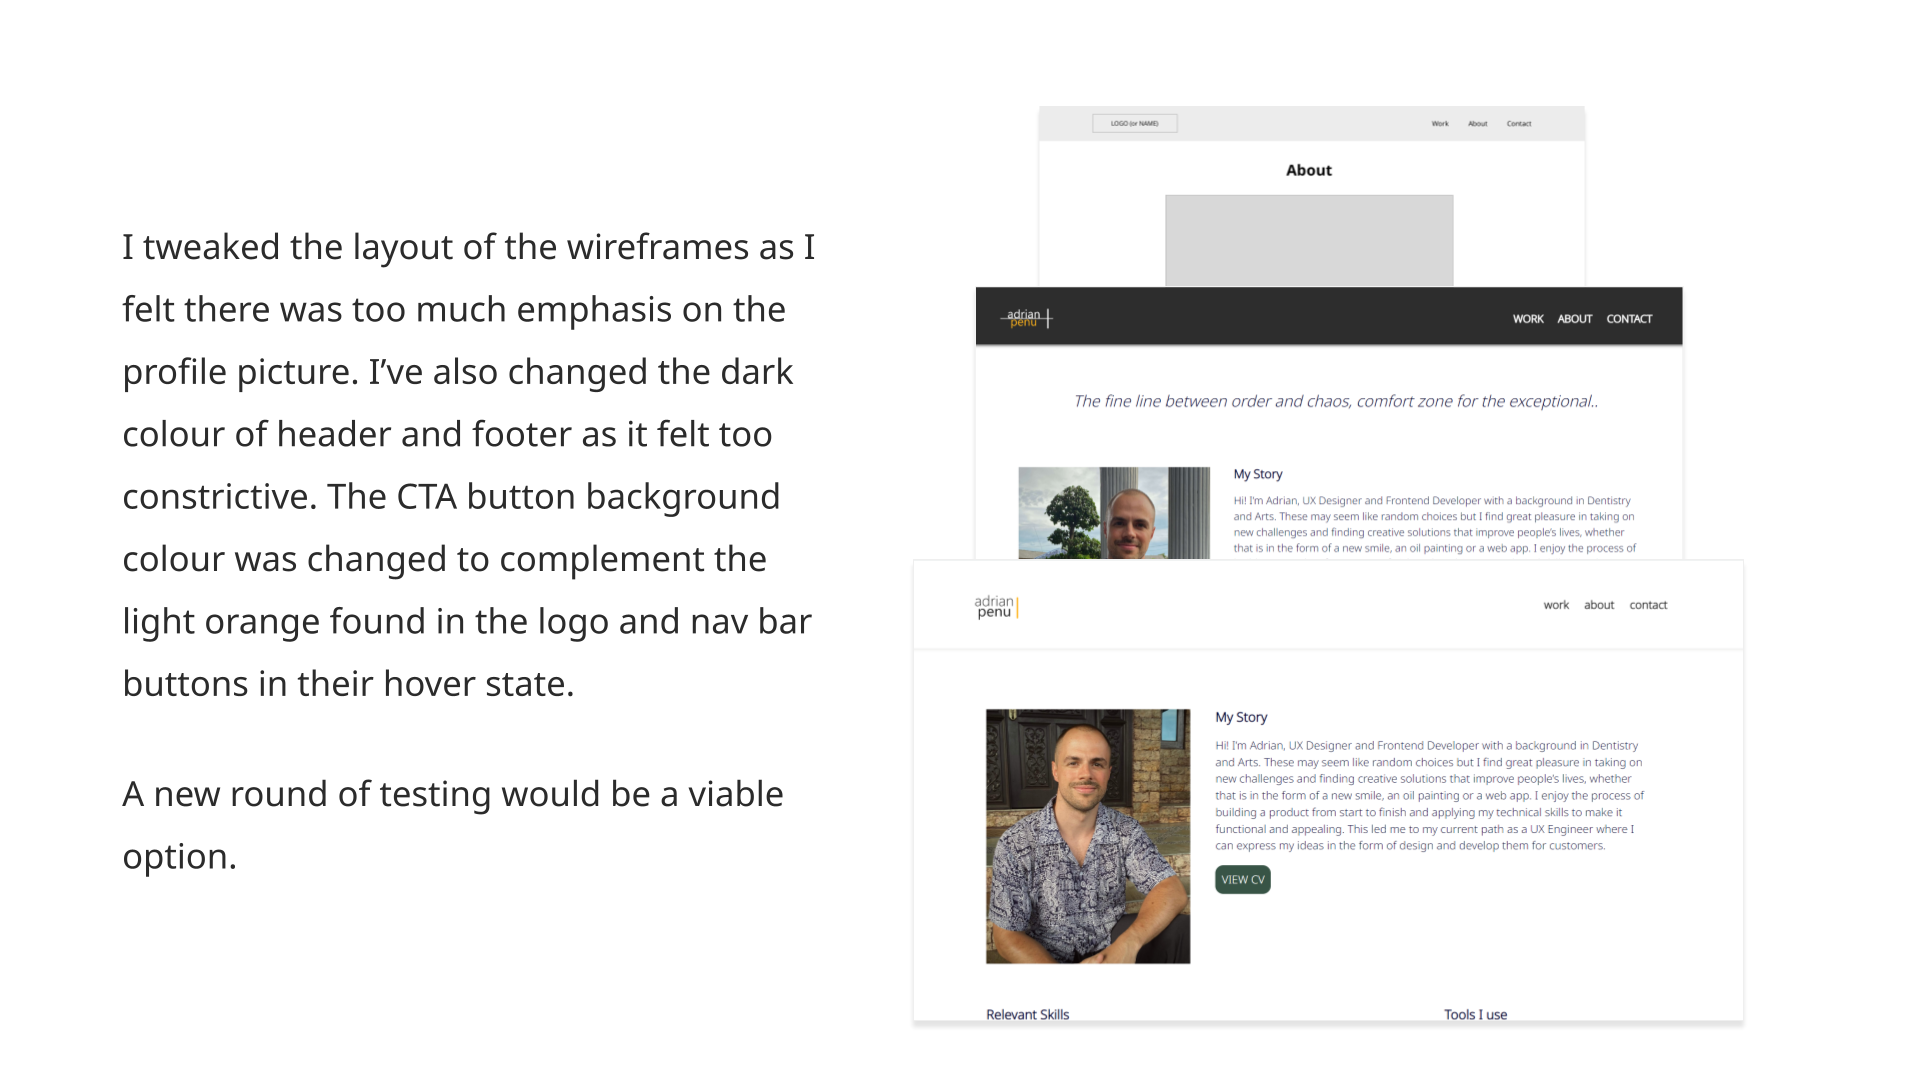 I tweaked the layout of the wireframes as I
felt there was too much emphasis on the
profile picture. I’ve also changed the dark
colour of header and footer as it felt too
constrictive. The CTA button background
colour was changed to complement the
light orange found in the logo and nav bar
buttons in their hover state.
A new round of testing would be a viable
option.
LOGO (or NAME)
Work About Contact
About
adrian
penu
WORK ABOUT CONTACT
The fine line between order and chaos, comfort zone for the exceptional..
My Story
Hi! I'm Adrian, UX Designer and Frontend Developer with a background in Dentistry
and Arts. These may seem like random choices but I find great pleasure in taking on
new challenges and finding creative solutions that improve people's lives, whether
that is in the form of a new smile, an oil painting or a web app. I enjoy the process of
adrian
penu
work about contact
My Story
Hi! I'm Adrian, UX Designer and Frontend Developer with a background in Dentistry
and Arts. These may seem like random choices but I find great pleasure in taking on
new challenges and finding creative solutions that improve people's lives, whether
that is in the form of a new smile, an oil painting or a web app. I enjoy the process of
building a product from start to finish and applying my technical skills to make it
functional and appealing. This led me to my current path as a UX Engineer where I
can express my ideas in the form of design and develop them for customers.
VIEW CV
Relevant Skills
Tools I use